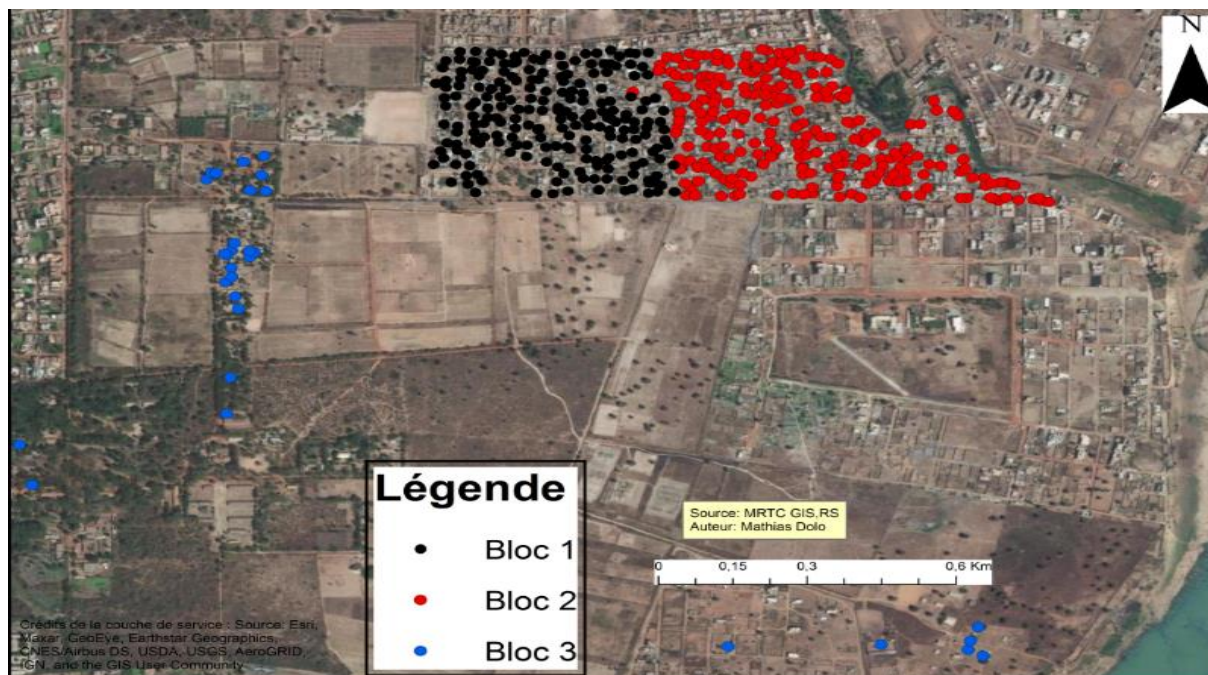 N
Légende
Bloc 1
Bloc 2
Bloc 3
Source: MRTC GIS,RS
Auteur: Mathias Dolo
0 0,15 0,3 0,6 Km
Crédits de la couche de service : Source: Esri,
Maxar, GeoEye, Earthstar Geographics,
CNES/Airbus DS, USDA, USGS, AeroGRID,
IGN, and the GIS User Community